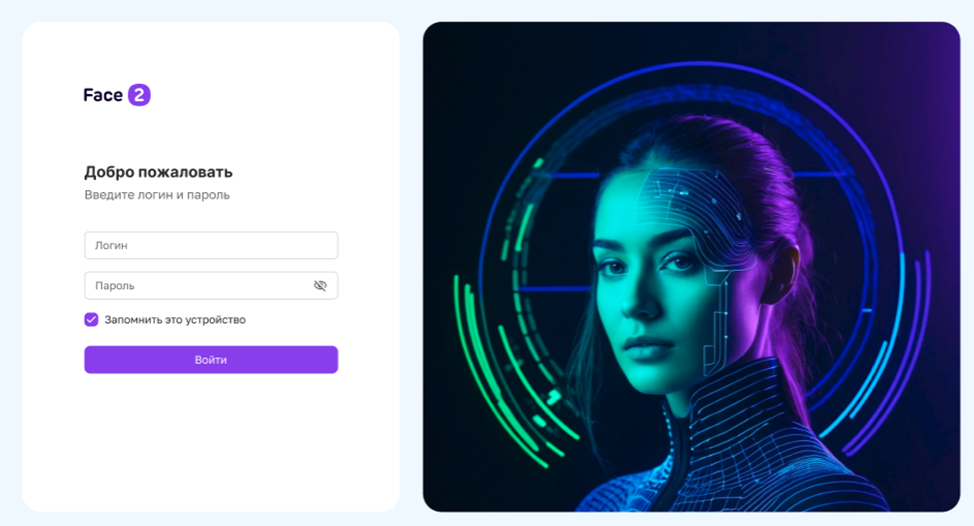 Face 2
Добро пожаловать
Введите логин и пароль
Логин
Пароль
Запомнить это устройство
Войти